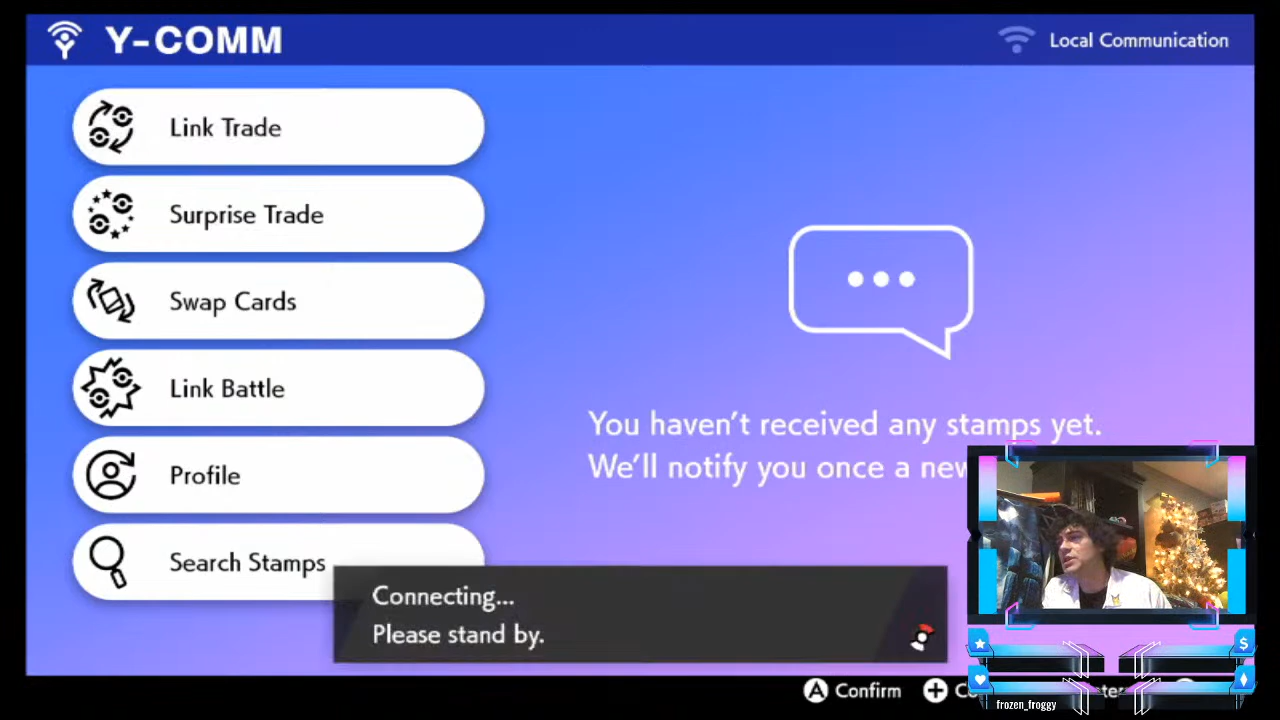 Y-COMM
Local Communication
Link Trade
Surprise Trade
Swap Cards
Link Battle
Profile
Search Stamps
You haven't received any stamps yet.
We'll notify you once a new
Connecting...
Please stand by.
A Confirm
$
frozen_froggy